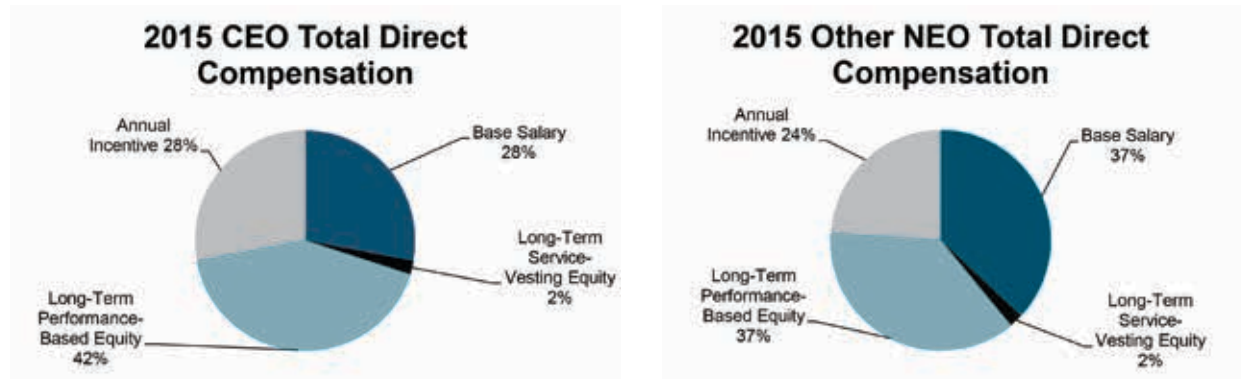 2015 CEO Total Direct
Compensation
Annual
Incentive 28%
Base Salary
28%
Long-Term
Service-
Vesting Equity
2%
Long-Term
Performance-
Based Equity
42%
2015 Other NEO Total Direct
Compensation
Annual
Incentive 24%
Base Salary
37%
Long-Term
Performance-
Based Equity
37%
Long-Term
Service-
Vesting Equity
2%